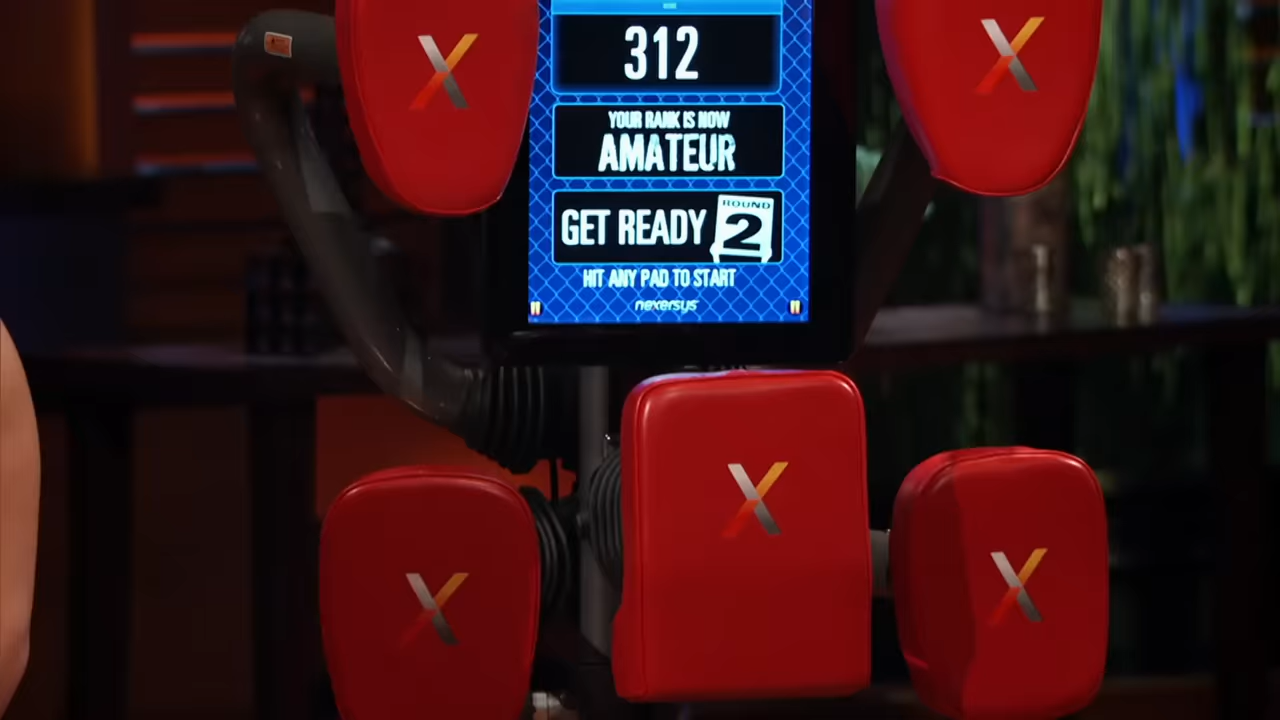 312
YOUR RANK IS NOW
AMATEUR
GET READY
ROUND
2
HIT ANY PAD TO START
nexersys
X
X
X
X
X